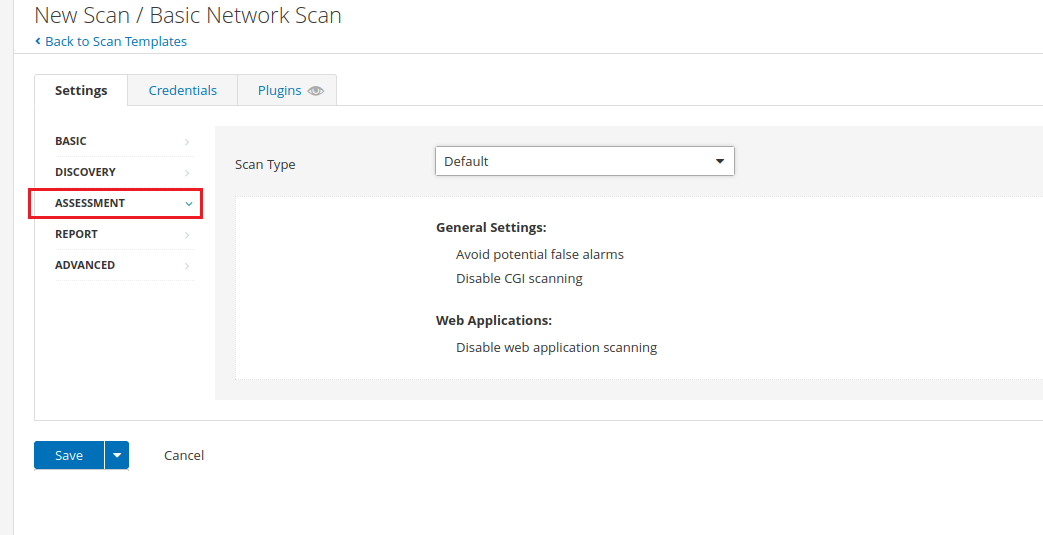 New Scan / Basic Network Scan
Back to Scan Templates
Settings Credentials Plugins
BASIC
DISCOVERY
ASSESSMENT
REPORT
ADVANCED
Scan Type Default
General Settings:
Avoid potential false alarms
Disable CGI scanning
Web Applications:
Disable web application scanning
Save Cancel